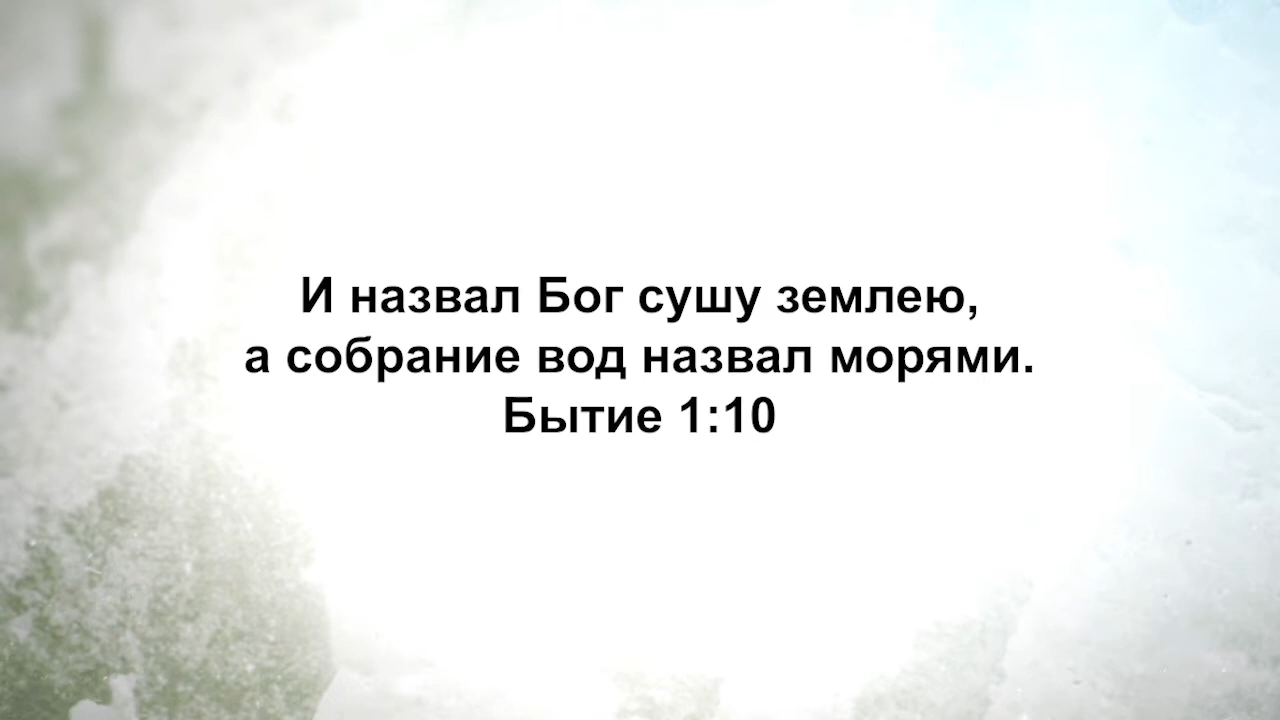 И назвал Бог сушу землею,
а собрание вод назвал морями.
Бытие 1:10